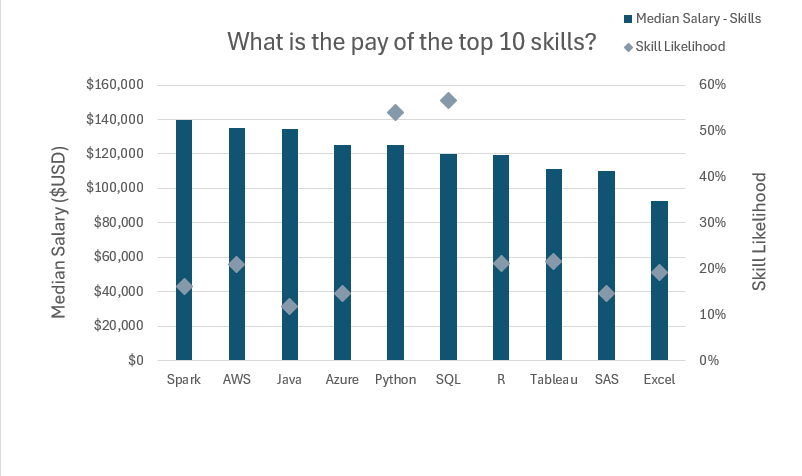 Median Salary - Skills
What is the pay of the top 10 skills?
Skill Likelihood
$160,000
$140,000
$120,000
$100,000
$80,000
$60,000
$40,000
$20,000
$0
Median Salary ($USD)
60%
50%
40%
30%
20%
10%
0%
Skill Likelihood
Spark AWS Java Azure Python SQL R Tableau SAS Excel